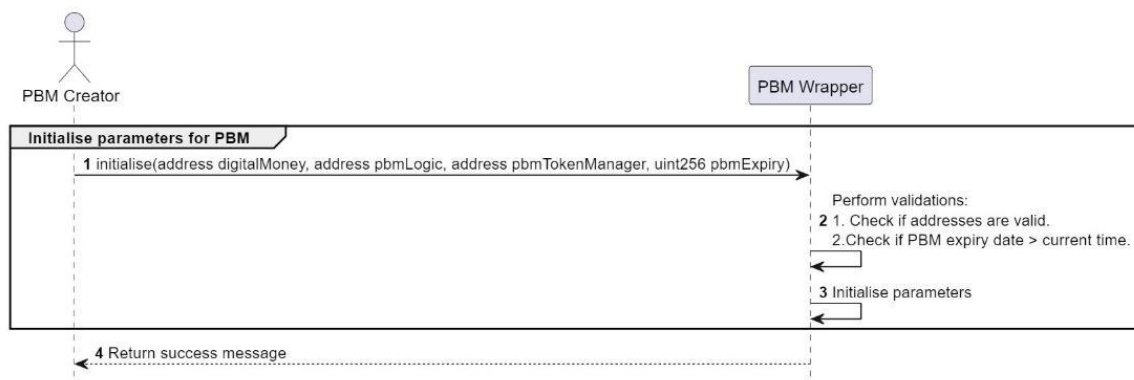 PBM Creator
PBM Wrapper
Initialise parameters for PBM
1 initialise(address digitalMoney, address pbmLogic, address pbmTokenManager, uint256 pbmExpiry)
Perform validations:
2 1. Check if addresses are valid.
2.Check if PBM expiry date > current time.
3 Initialise parameters
4 Return success message